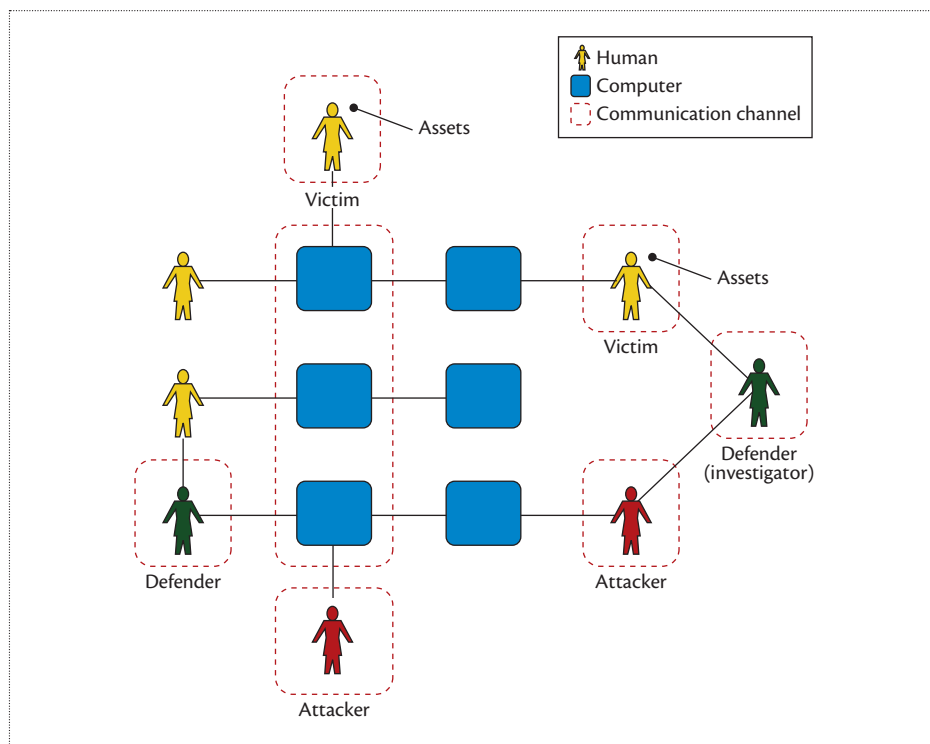 Human
Computer
Communication channel
Assets
Victim
Assets
Victim
Defender
(investigator)
Defender
Attacker
Attacker